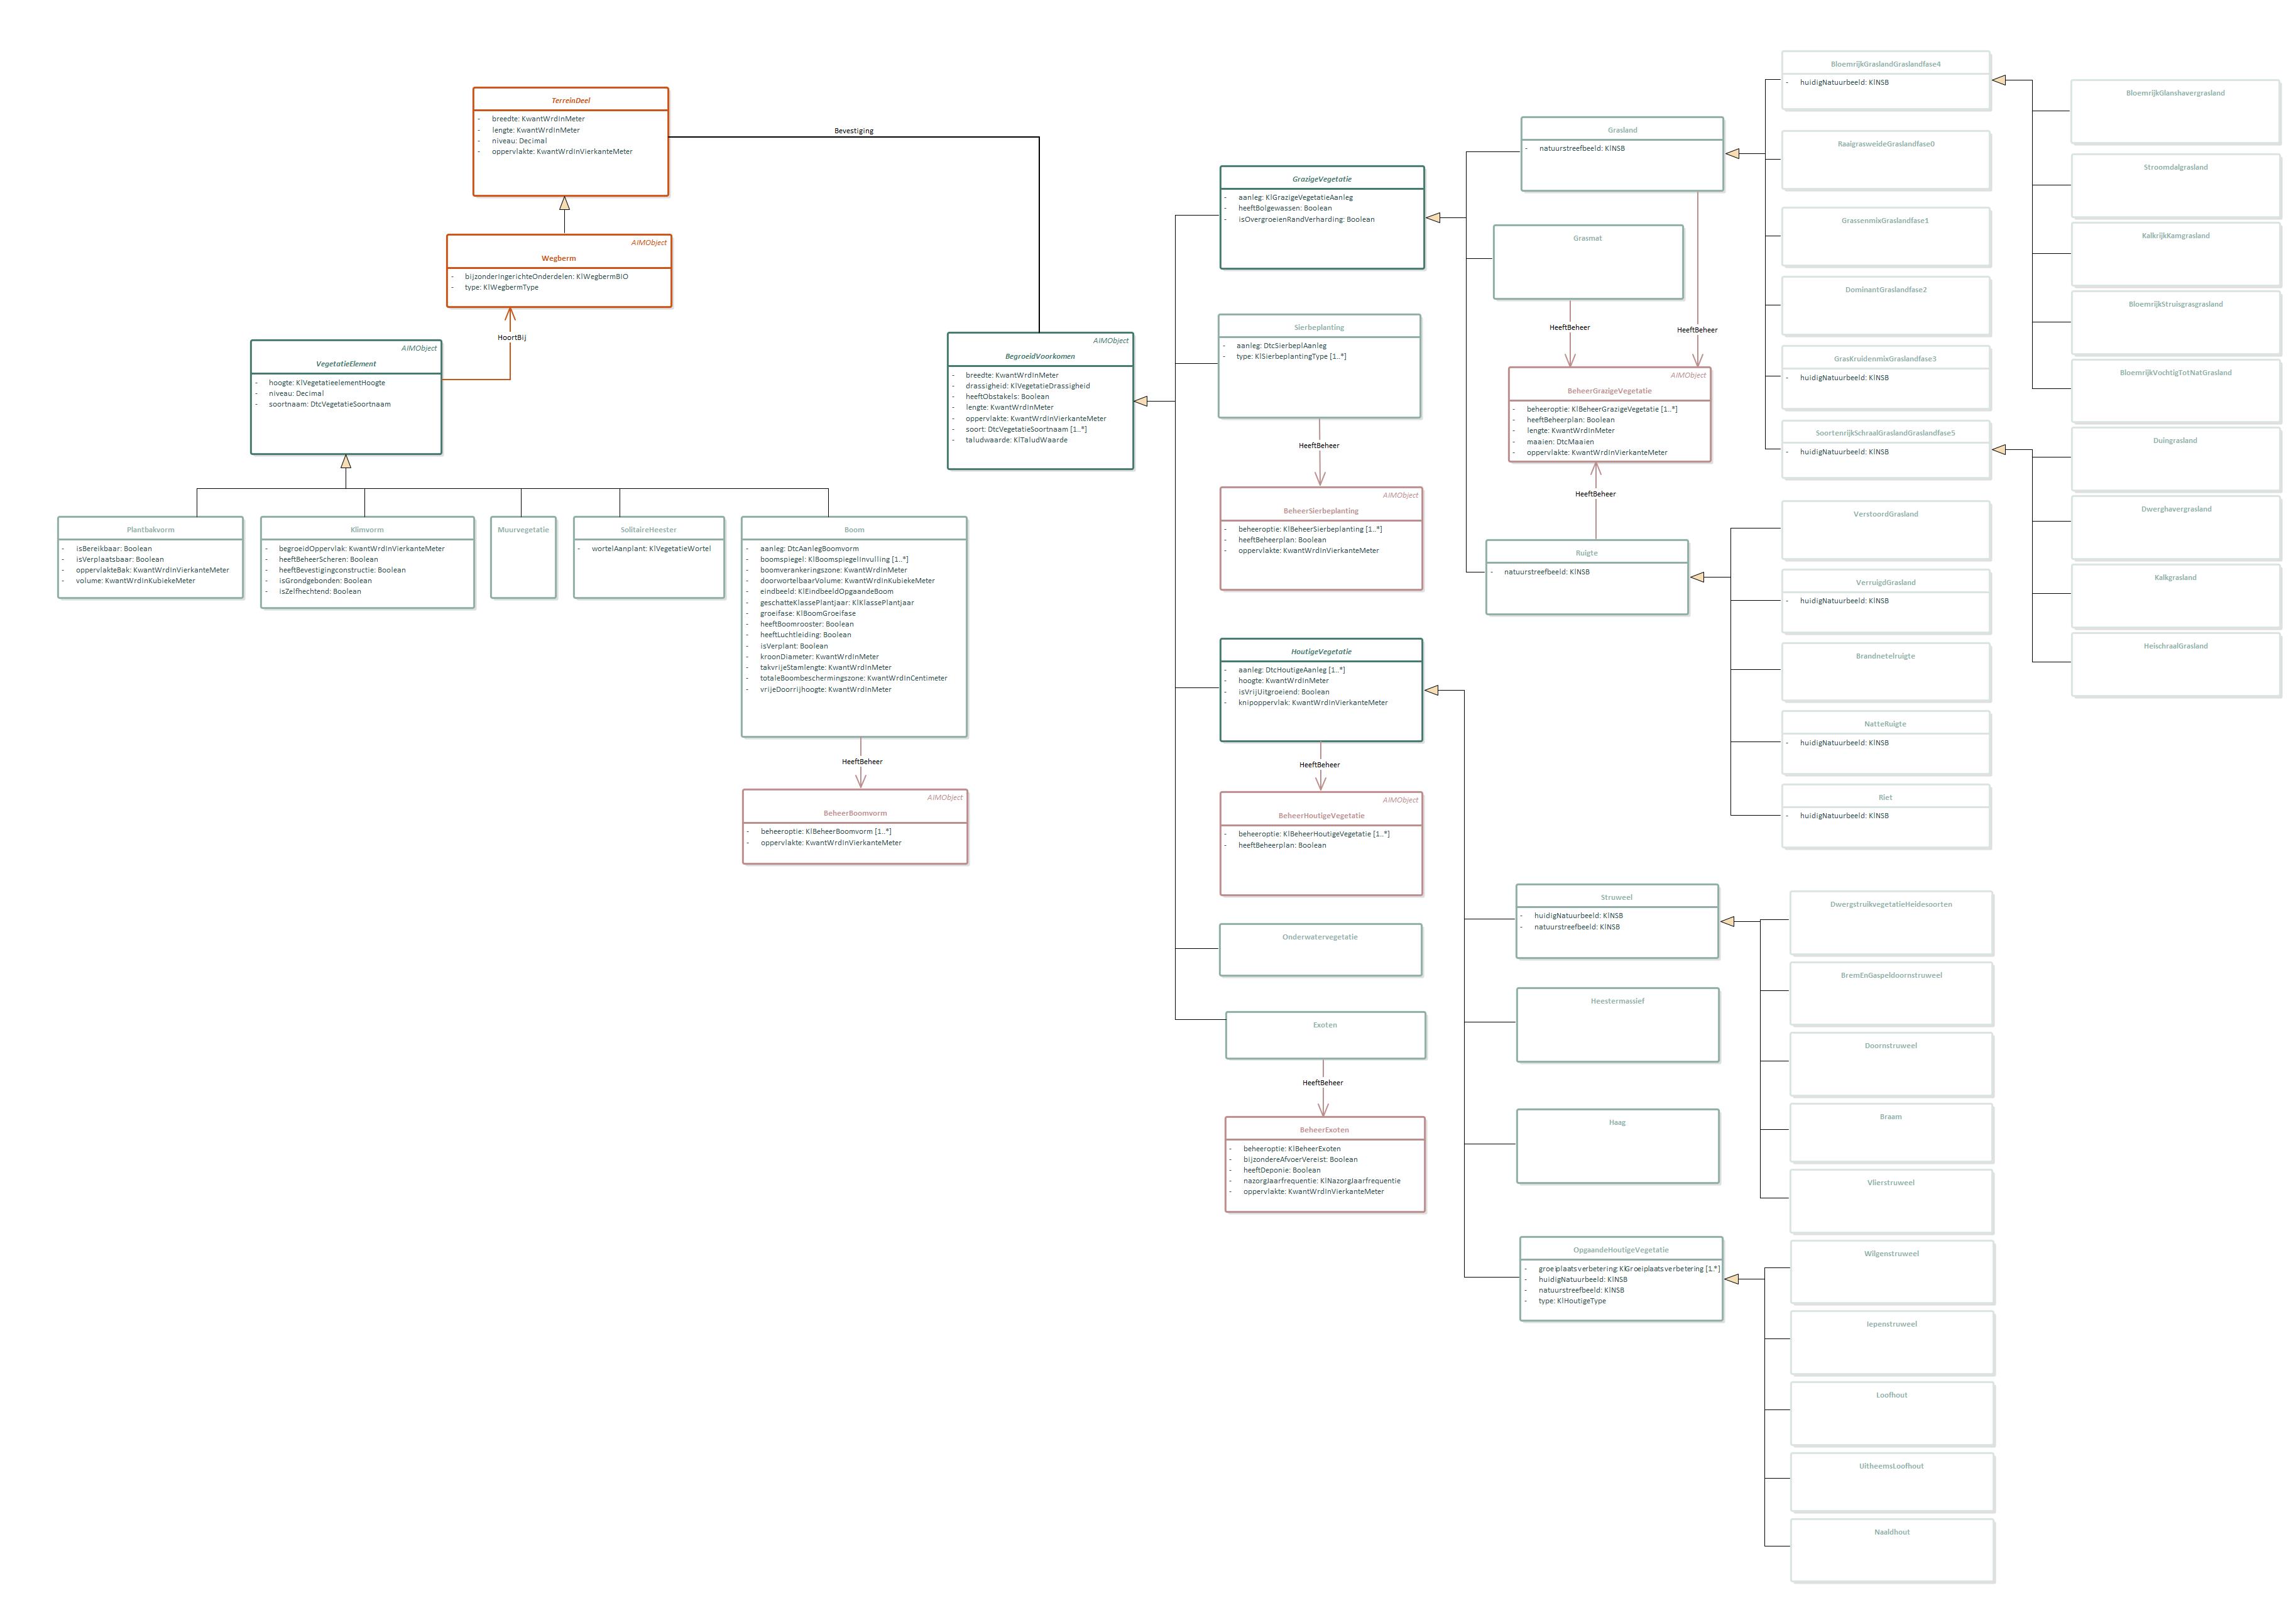 TerreinDeel
- breedte: KwantWrdInMeter
- lengte: KwantWrdInMeter
- niveau: Decimal
- oppervlakte: KwantWrdInVierkanteMeter
Bevestiging
AIMObject
Wegberm
- bijzonderIngerichteOnderdelen: KlWegbermBIO
- type: KlWegbermType
HoortBij
AIMObject
VegetatieElement
- hoogte: KlVegetatieelementHoogte
- niveau: Decimal
- soortnaam: DtcVegetatieSoortnaam
Plantbakvorm
- isBereikbaar: Boolean
- isVerplaatsbaar: Boolean
- oppervlakteBak: KwantWrdInVierkanteMeter
- volume: KwantWrdInKubiekeMeter
Klimvorm
- begroeidOppervlak: KwantWrdInVierkanteMeter
- heeftBeheerScheren: Boolean
- heeftBevestigingconstructie: Boolean
- isGrondgebonden: Boolean
- isZelfhechtend: Boolean
Muurvegetatie
SolitaireHeester
- wortelAanplant: KlVegetatieWortel
Boom
- aanleg: DtcAanlegBoomvorm
- boomspiegel: KlBoomspiegelInvulling [1..*]
- boomverankeringszone: KwantWrdInMeter
- doorwortelbaarVolume: KwantWrdInKubiekeMeter
- eindbeeld: KlEindbeeldOpgaandeBoom
- geschatteKlassePlantjaar: KlKlassePlantjaar
- groeifase: KlBoomGroeifase
- heeftBoomrooster: Boolean
- heeftLuchtleiding: Boolean
- isVerplant: Boolean
- kroonDiameter: KwantWrdInMeter
- takvrijeStamlengte: KwantWrdInMeter
- totaleBoombeschermingszone: KwantWrdInCentimeter
- vrijeDoorrijhoogte: KwantWrdInMeter
HeeftBeheer
AIMObject
BeheerBoomvorm
- beheeroptie: KlBeheerBoomvorm [1..*]
- oppervlakte: KwantWrdInVierkanteMeter
AIMObject
BegroeidVoorkomen
- breedte: KwantWrdInMeter
- drassigheid: KlVegetatieDrassigheid
- heeftObstakels: Boolean
- lengte: KwantWrdInMeter
- oppervlakte: KwantWrdInVierkanteMeter
- soort: DtcVegetatieSoortnaam [1..*]
- taludwaarde: KlTaludWaarde
GrazigeVegetatie
- aanleg: KlGrazigeVegetatieAanleg
- heeftBolgewassen: Boolean
- isOvergroeienRandVerharding: Boolean
Sierbeplanting
- aanleg: DtcSierbeplAanleg
- type: KlSierbeplantingType [1..*]
HeeftBeheer
AIMObject
BeheerSierbeplanting
- beheeroptie: KlBeheerSierbeplanting [1..*]
- heeftBeheerplan: Boolean
- oppervlakte: KwantWrdInVierkanteMeter
HoutigeVegetatie
- aanleg: DtcHoutigeAanleg [1..*]
- hoogte: KwantWrdInMeter
- isVrijUitgroeiend: Boolean
- knipoppervlak: KwantWrdInVierkanteMeter
HeeftBeheer
AIMObject
BeheerHoutigeVegetatie
- beheeroptie: KlBeheerHoutigeVegetatie [1..*]
- heeftBeheerplan: Boolean
Onderwatervegetatie
Exoten
HeeftBeheer
BeheerExoten
- beheeroptie: KlBeheerExoten
- bijzondereAfvoerVereist: Boolean
- heeftDeponie: Boolean
- nazorgJaarfrequentie: KlNazorgJaarfrequentie
- oppervlakte: KwantWrdInVierkanteMeter
Grasland
- natuurstreefbeeld: KlNSB
Grasmat
HeeftBeheer
HeeftBeheer
AIMObject
BeheerGrazigeVegetatie
- beheeroptie: KlBeheerGrazigeVegetatie [1..*]
- heeftBeheerplan: Boolean
- lengte: KwantWrdInMeter
- maaien: DtcMaaien
- oppervlakte: KwantWrdInVierkanteMeter
HeeftBeheer
Ruigte
- natuurstreefbeeld: KlNSB
Struweel
- huidigNatuurbeeld: KlNSB
- natuurstreefbeeld: KlNSB
Heestermassief
Haag
OpgaandeHoutigeVegetatie
- groeiplaatsverbetering: KlGroeiplaatsverbetering [1.*]
- huidigNatuurbeeld: KlNSB
- natuurstreefbeeld: KlNSB
- type: KlHoutigeType
BloemrijkGraslandGraslandfase4
- huidigNatuurbeeld: KlNSB
RaaigrasweideGraslandfase0
GrassenmixGraslandfase1
DominantGraslandfase2
GrasKruidenmixGraslandfase3
- huidigNatuurbeeld: KlNSB
SoortenrijkSchraalGraslandGraslandfase5
- huidigNatuurbeeld: KlNSB
VerstoordGrasland
VerruigdGrasland
- huidigNatuurbeeld: KlNSB
Brandnetelruigte
NatteRuigte
- huidigNatuurbeeld: KlNSB
Riet
- huidigNatuurbeeld: KlNSB
DwergstruikvegetatieHeidesoorten
BremEnGaspeldoornstruweel
Doornstruweel
Braam
Vlierstruweel
Wilgenstruweel
Iepenstruweel
Loofhout
UitheemsLoofhout
Naaldhout
BloemrijkGlanshavergrasland
Stroomdalgrasland
KalkrijkKamgrasland
BloemrijkStruisgrasgrasland
BloemrijkVochtigTotNatGrasland
Duingrasland
Dwerghavergrasland
Kalkgrasland
HeischraalGrasland